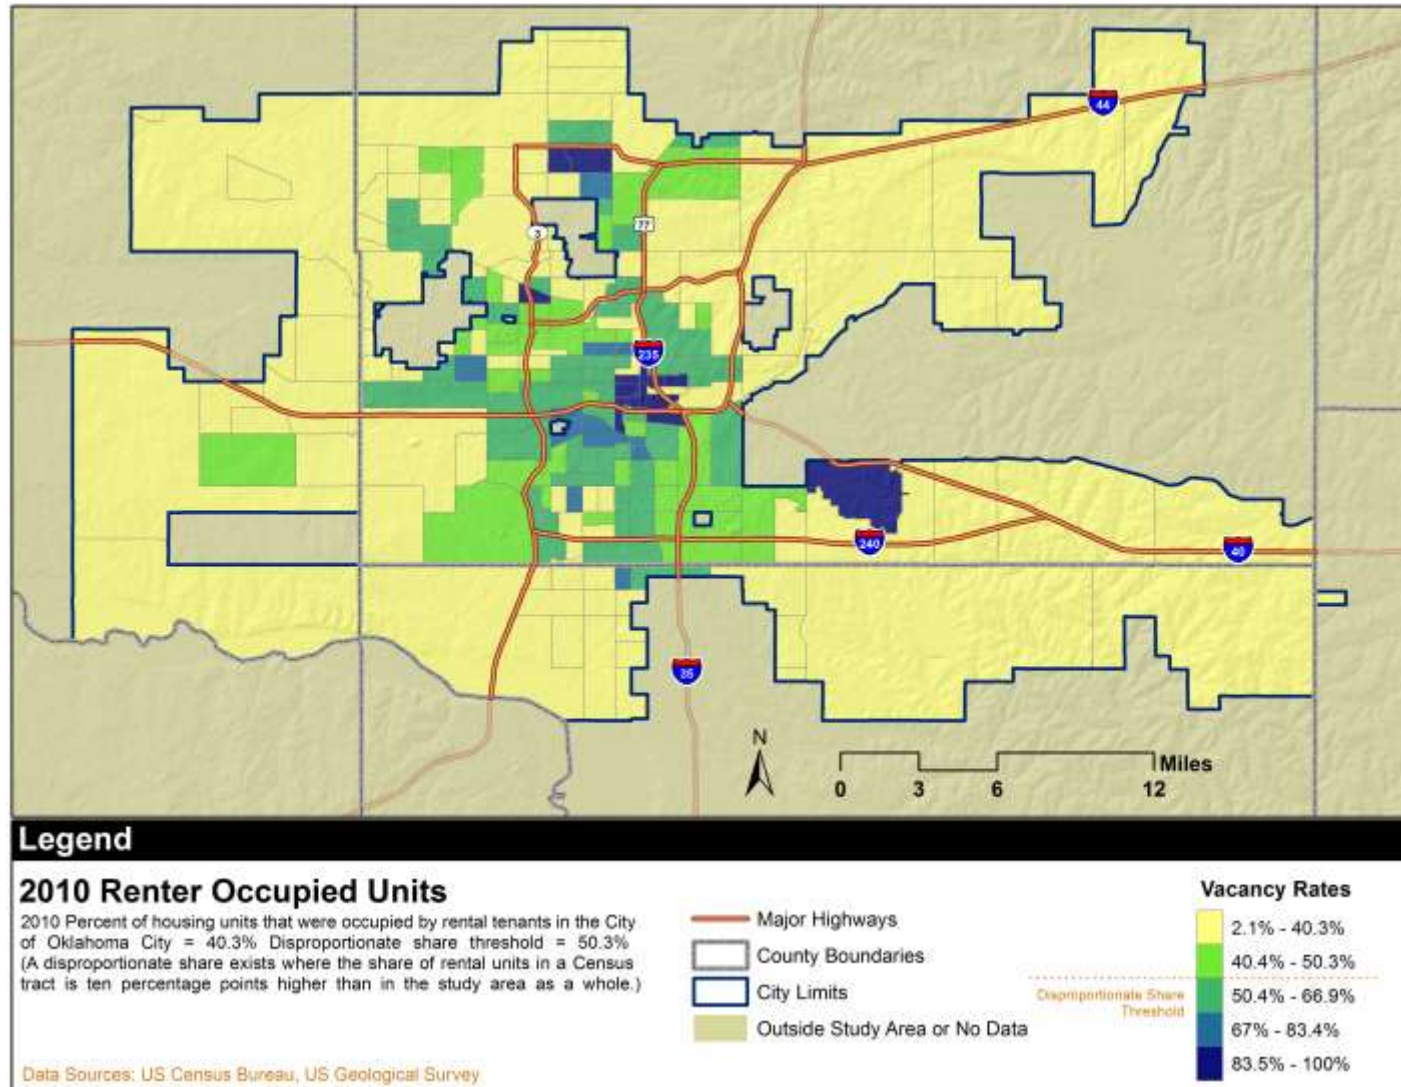 44
3
77
235
240
40
35
N
Miles
0 3 6 12
Legend
2010 Renter Occupied Units
2010 Percent of housing units that were occupied by rental tenants in the City
of Oklahoma City = 40.3% Disproportionate share threshold = 50.3%
(A disproportionate share exists where the share of rental units in a Census
tract is ten percentage points higher than in the study area as a whole.)
Data Sources: US Census Bureau, US Geological Survey
Major Highways
County Boundaries
City Limits
Outside Study Area or No Data
Vacancy Rates
2.1% - 40.3%
40.4% - 50.3%
Disproportionate Share
Threshold
50.4% - 66.9%
67% - 83.4%
83.5% - 100%